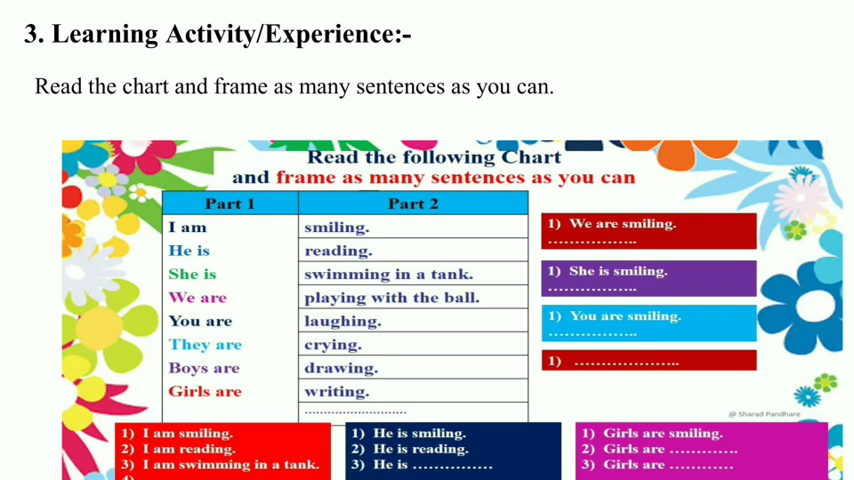 3. Learning Activity/Experience:-
Read the chart and frame as many sentences as you can.
Read the following Chart
and frame as many sentences as you can
Part 1 Part 2
I am smiling.
He is reading.
She is swimming in a tank.
We are playing with the ball.
You are laughing.
They are crying.
Boys are drawing.
Girls are writing.
............................
1) We are smiling.
……………..
1) She is smiling.
……………..
1) You are smiling.
……………..
1) ………………..
@ Sharad Pandhare
1) I am smiling.
2) I am reading.
3) I am swimming in a tank.
1) He is smiling.
2) He is reading.
3) He is ……………
1) Girls are smiling.
2) Girls are ………….
3) Girls are …………